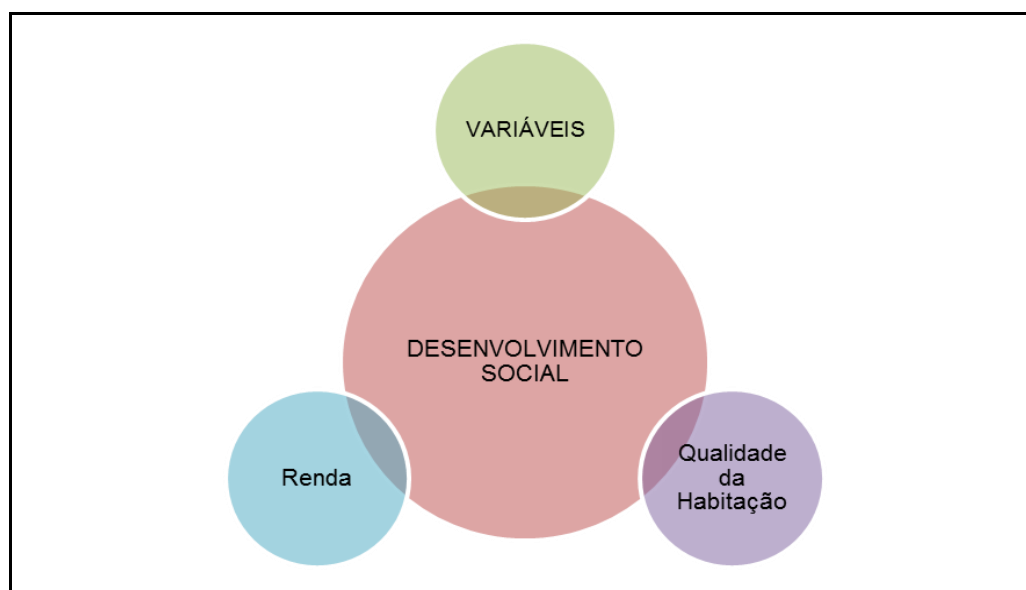 VARIÁVEIS
DESENVOLVIMENTO
SOCIAL
Renda
Qualidade
da
Habitação